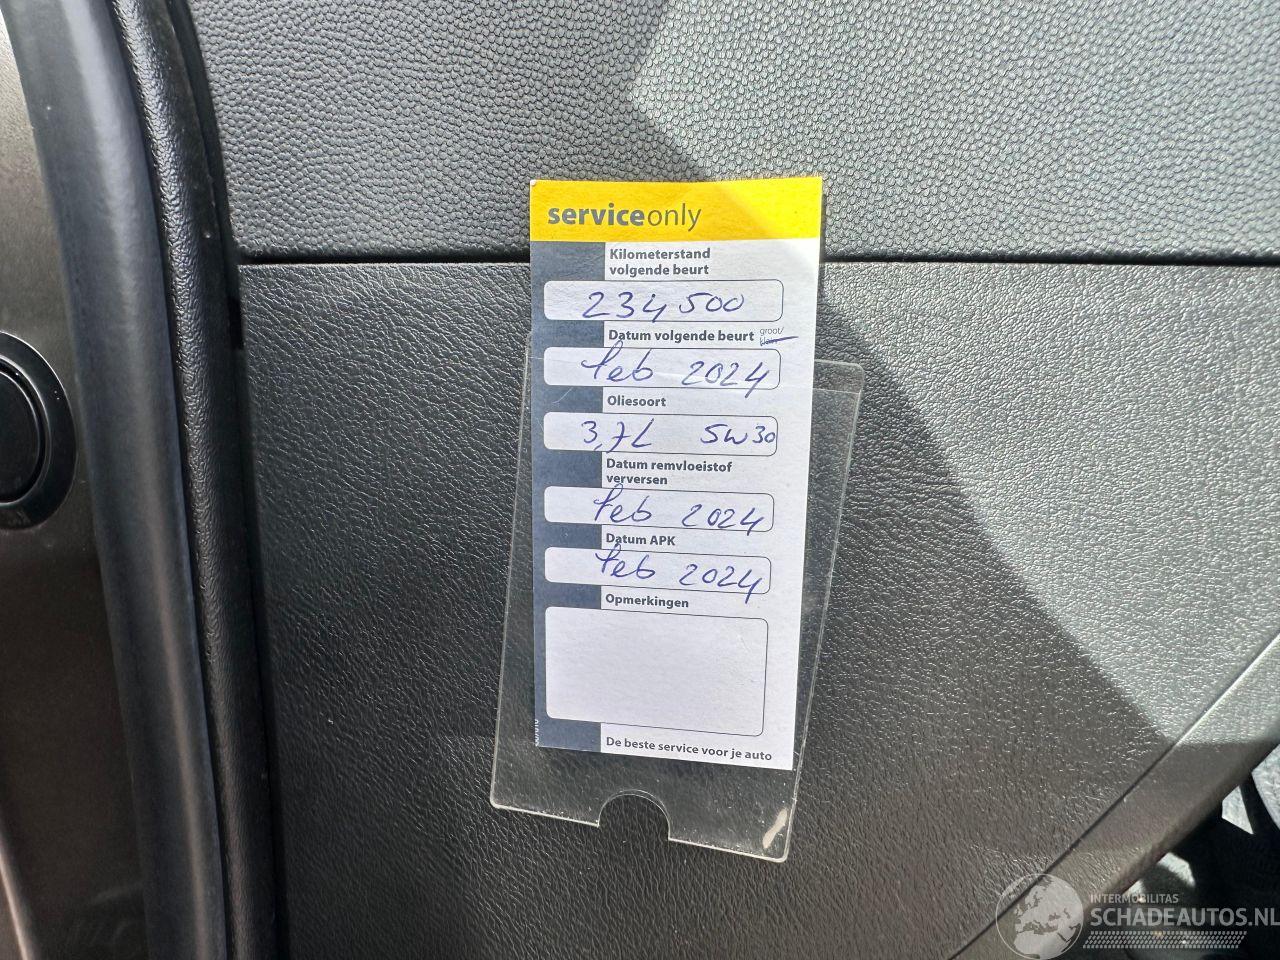 serviceonly
Kilometerstand
volgende beurt
234500
Datum volgende beurt groot/
klein
feb 2024
Oliesoort
3,7L 5W30
Datum remvloeistof
verversen
feb 2024
Datum APK
feb 2024
Opmerkingen
De beste service voor je auto
INTERMOBILITAS
SCHADEAUTOS.NL